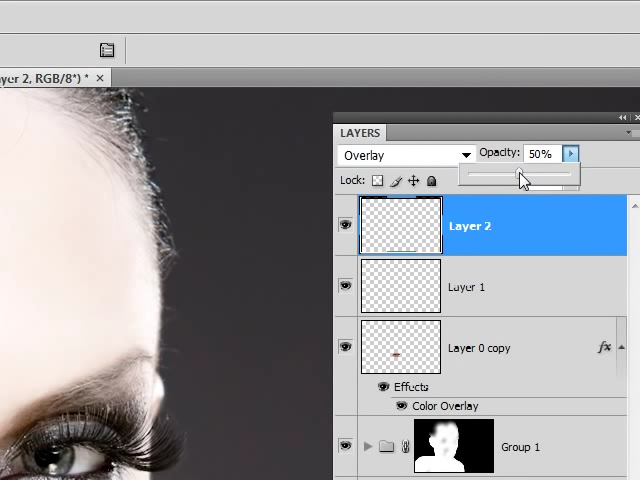 yer 2, RGB/8*) * ×
LAYERS
Overlay Opacity: 50%
Lock:
Layer 2
Layer 1
Layer 0 copy fx
Effects
Color Overlay
Group 1